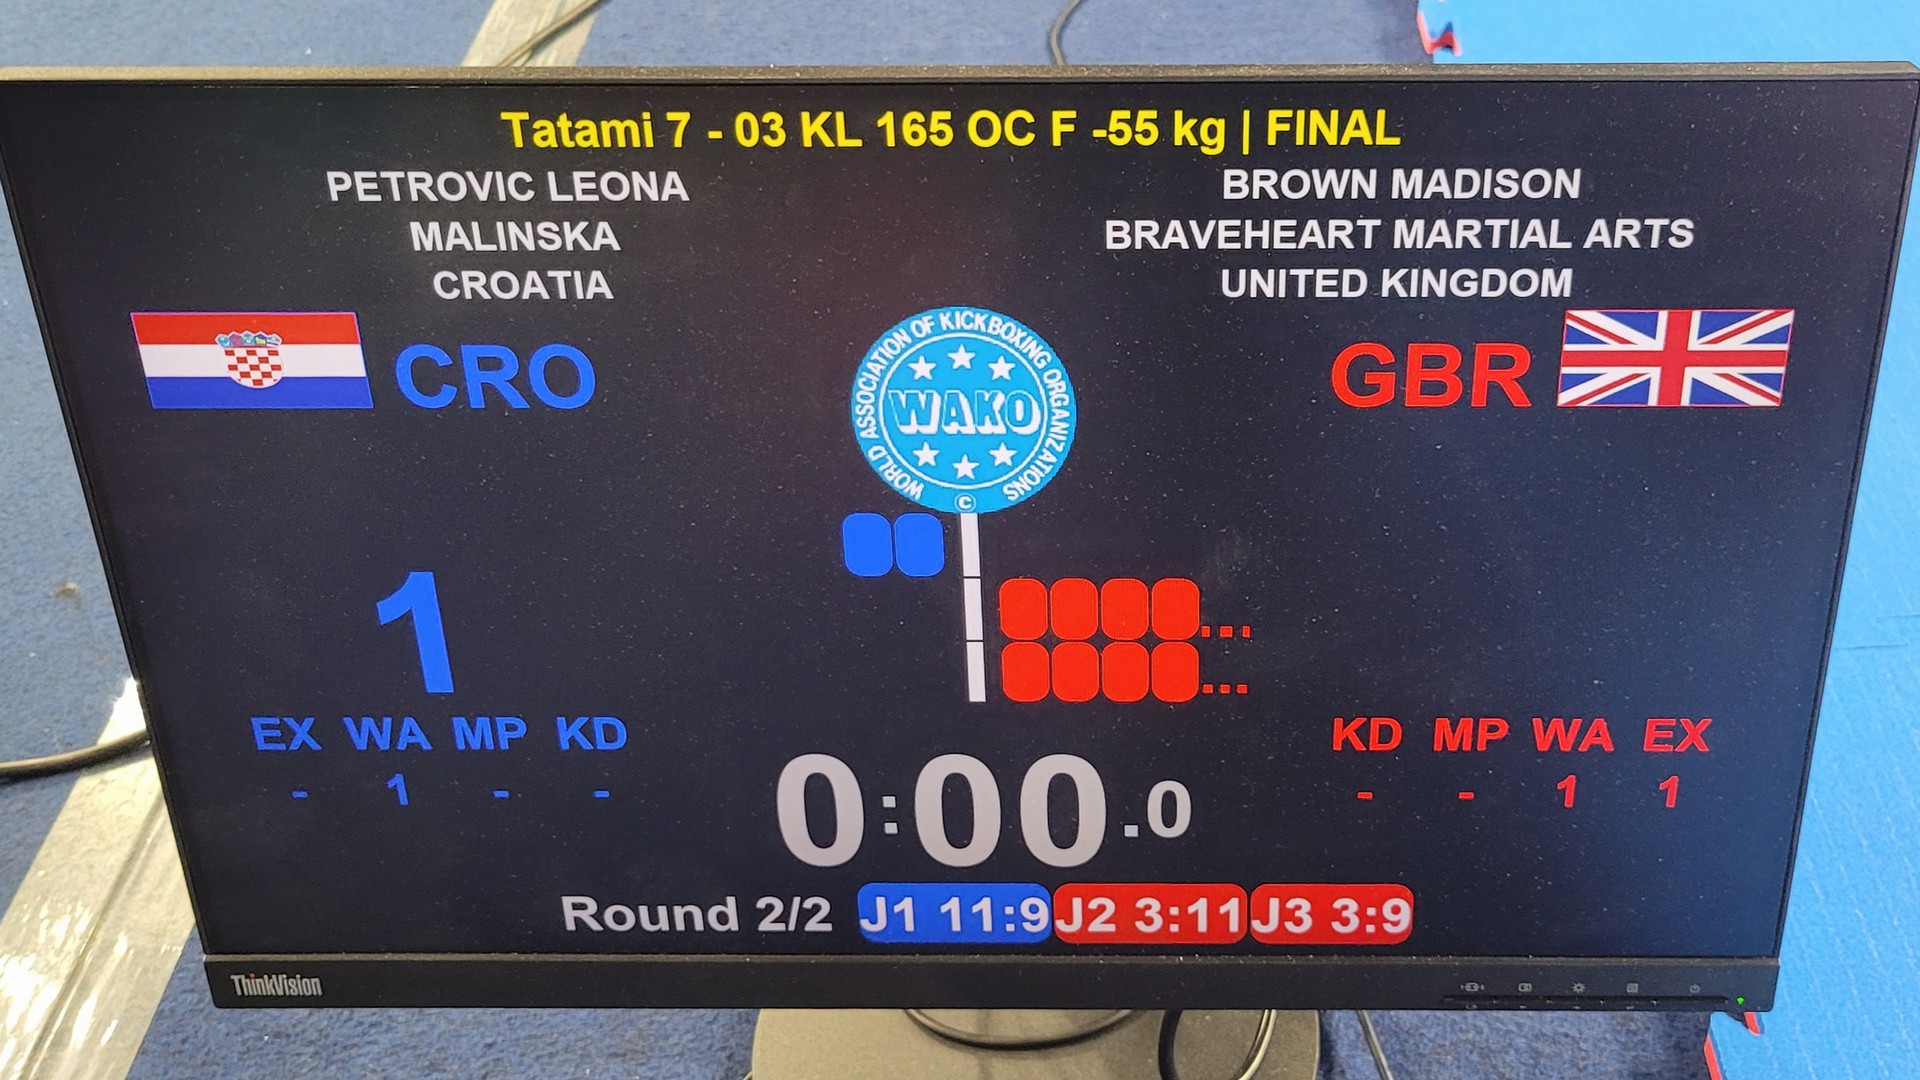 Tatami 7 - 03 KL 165 OC F -55 kg | FINAL
PETROVIC LEONA
MALINSKA
CROATIA
BROWN MADISON
BRAVEHEART MARTIAL ARTS
UNITED KINGDOM
CRO
WORLD ASSOCIATION OF KICKBOXING ORGANIZATIONS
WAKO
©
GBR
1
...
...
EX WA MP KD
- 1 - -
KD MP WA EX
- - 1 1
0:00.0
Round 2/2 J1 11:9 J2 3:11 J3 3:9
ThinkVision